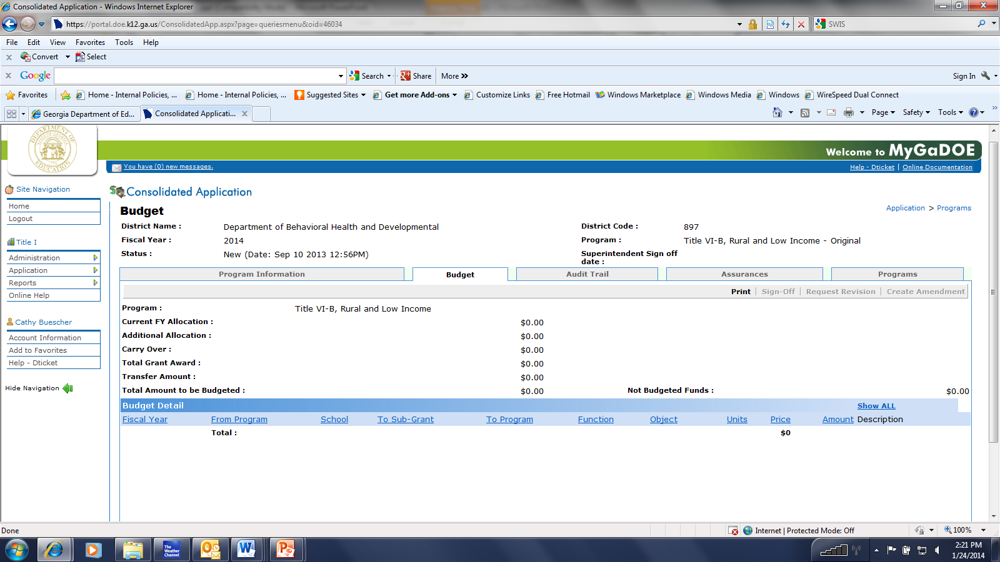 Consolidated Application - Windows Internet Explorer
https://portal.doe.k12.ga.us/ConsolidatedApp.aspx?page=queriesmenu&oid=46034
SWIS
File Edit View Favorites Tools Help
x Convert Select
x Google Search Share More » Sign In
Favorites Home - Internal Policies, ... Home - Internal Policies, ... Suggested Sites Get more Add-ons Customize Links Free Hotmail Windows Marketplace Windows Media Windows WireSpeed Dual Connect
Georgia Department of Ed... Consolidated Applicati... x Page Safety Tools »
DEPARTMENT OF
EDUCATION
Welcome to MyGaDOE
You have (0) new messages. Help - Dticket | Online Documentation
Site Navigation
Home
Logout
Title I
Administration
Application
Reports
Online Help
Cathy Buescher
Account Information
Add to Favorites
Help - Dticket
Hide Navigation
Consolidated Application
Budget Application > Programs
District Name : Department of Behavioral Health and Developmental District Code : 897
Fiscal Year : 2014 Program : Title VI-B, Rural and Low Income - Original
Status : New (Date: Sep 10 2013 12:56PM) Superintendent Sign off
date :
Program Information Budget Audit Trail Assurances Programs
Print | Sign-Off | Request Revision | Create Amendment
Program : Title VI-B, Rural and Low Income
Current FY Allocation : $0.00
Additional Allocation : $0.00
Carry Over : $0.00
Total Grant Award : $0.00
Transfer Amount : $0.00
Total Amount to be Budgeted : $0.00 Not Budgeted Funds : $0.00
Budget Detail Show ALL
Fiscal Year From Program School To Sub-Grant To Program Function Object Units Price Amount Description
Total : $0
Done Internet | Protected Mode: Off 100%
The Weather Channel
2:21 PM
1/24/2014